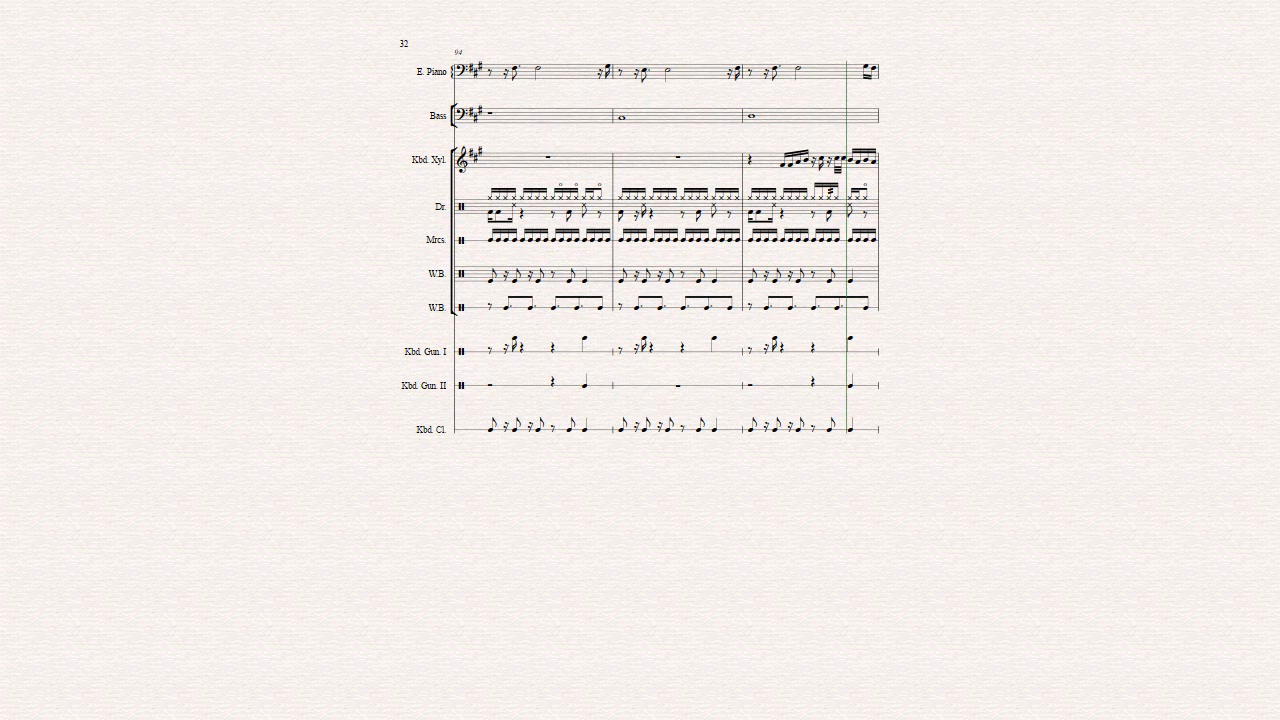 32
94
E. Piano
Bass
Kbd. Xyl.
Dr.
Mrcs.
W.B.
W.B.
Kbd. Gun. I
Kbd. Gun. II
Kbd. Cl.